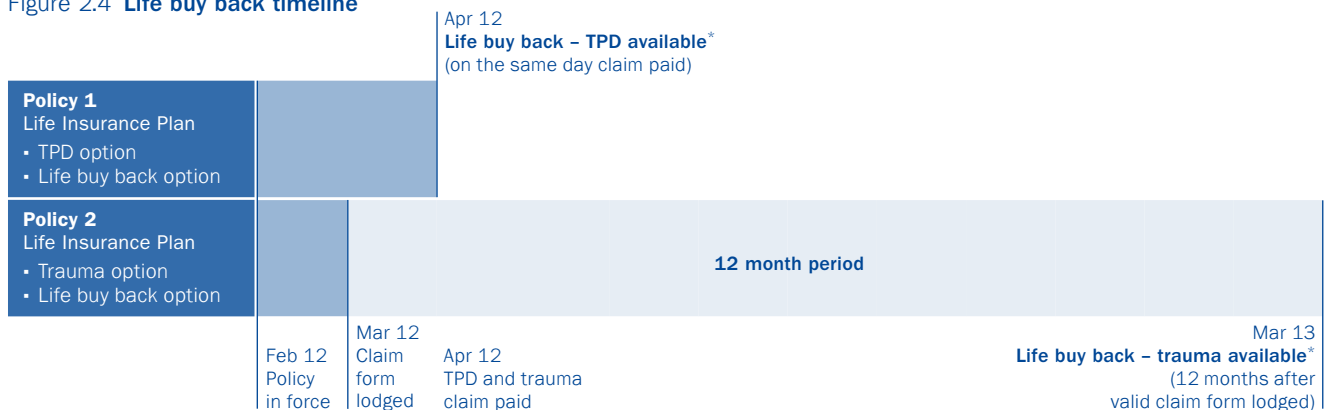 Figure 2.4 Life buy back timeline
Apr 12
Life buy back – TPD available*
(on the same day claim paid)
Policy 1
Life Insurance Plan
▪ TPD option
▪ Life buy back option
Policy 2
Life Insurance Plan
▪ Trauma option
▪ Life buy back option
12 month period
Feb 12
Policy
in force
Mar 12
Claim
form
lodged
Apr 12
TPD and trauma
claim paid
Mar 13
Life buy back – trauma available*
(12 months after
valid claim form lodged)